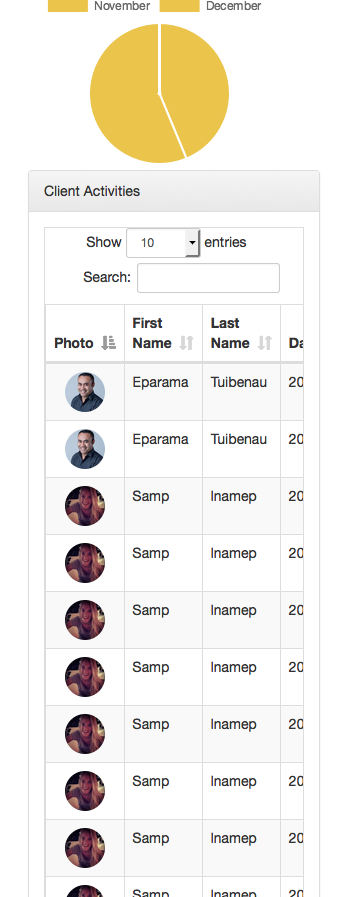 November December
Client Activities
Show 10 entries
Search:
Photo First Name Last Name
Eparama Tuibenau 20
Eparama Tuibenau 20
Samp Inamep 20
Samp Inamep 20
Samp Inamep 20
Samp Inamep 20
Samp Inamep 20
Samp Inamep 20
Samp Inamep 20
Samp Inamep 20